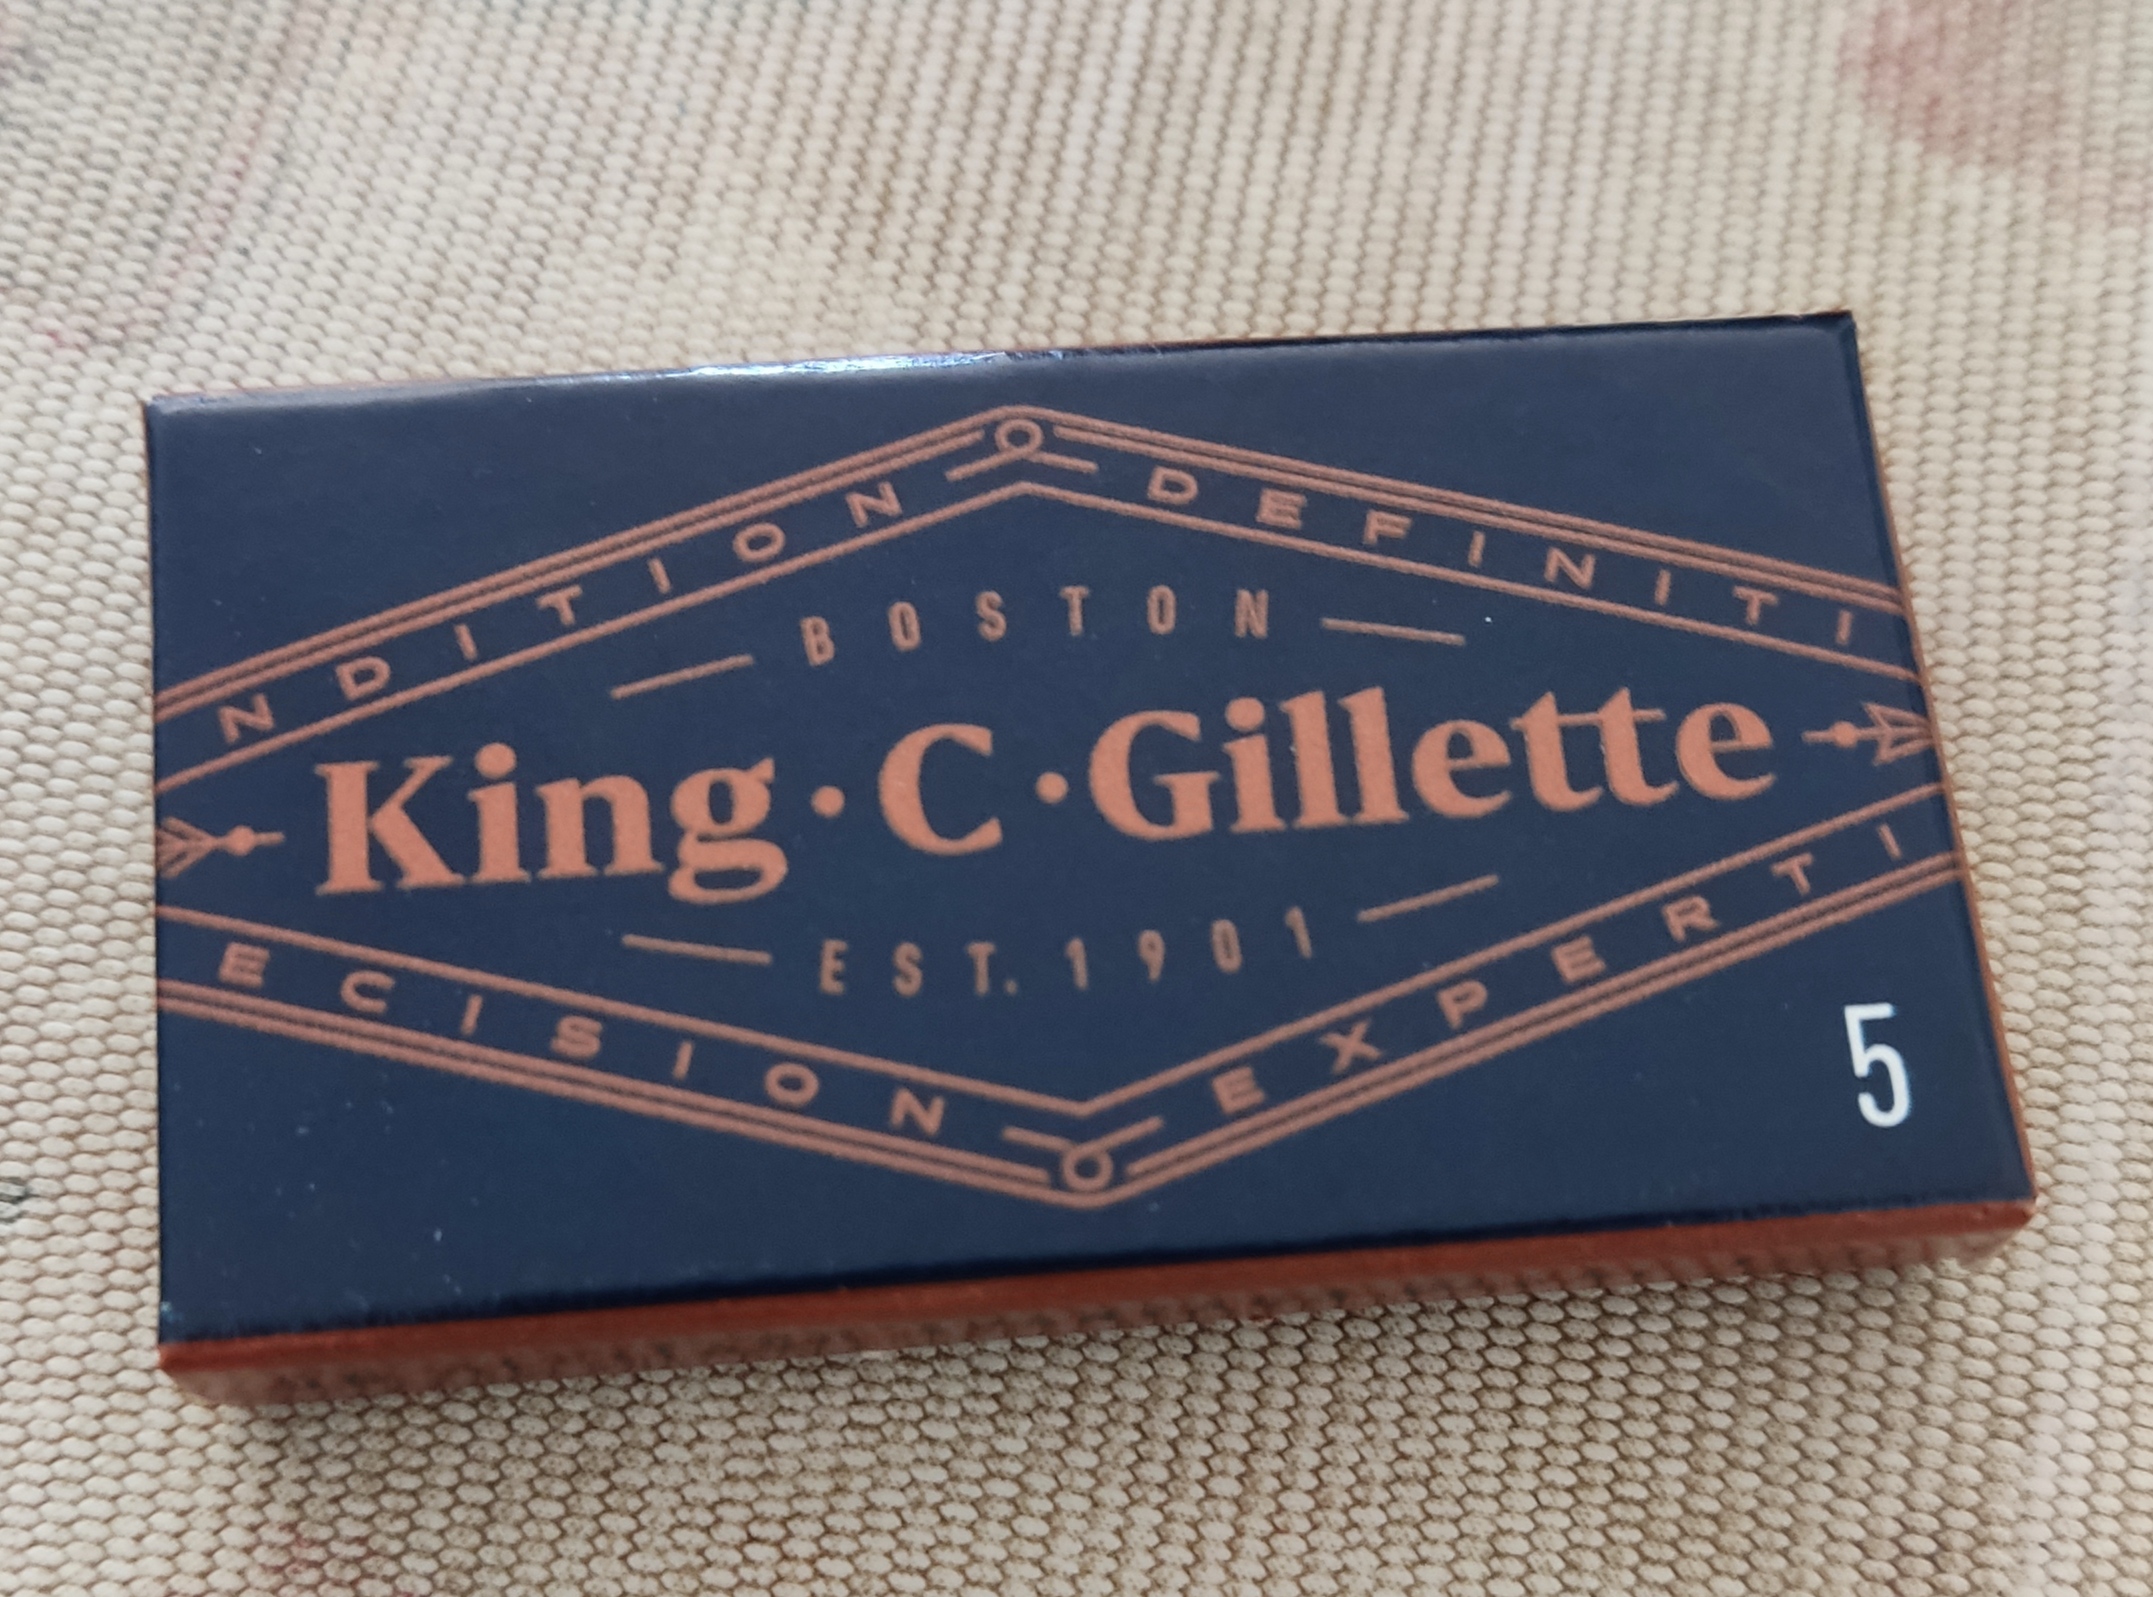 NDITION DEFINITI
BOSTON
King·C·Gillette
EST. 1901
ECISION EXPERTI
5